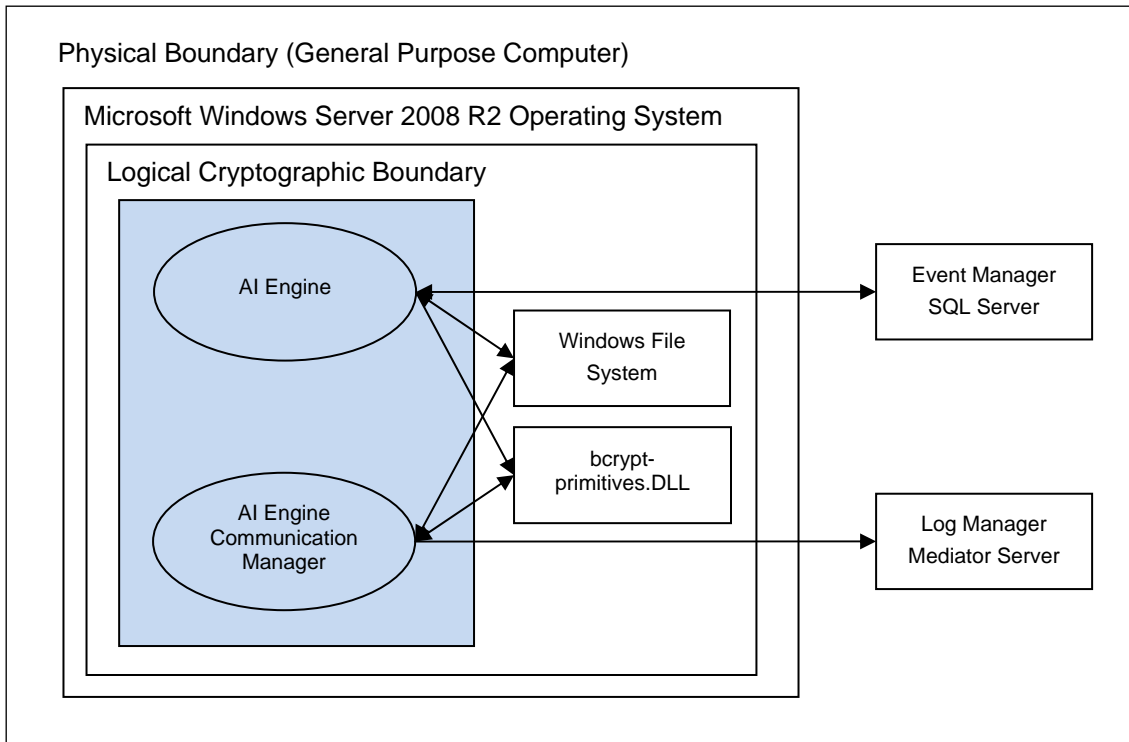 Physical Boundary (General Purpose Computer)
Microsoft Windows Server 2008 R2 Operating System
Logical Cryptographic Boundary
AI Engine
Event Manager
SQL Server
Windows File
System
bcrypt-
primitives.DLL
AI Engine
Communication
Manager
Log Manager
Mediator Server